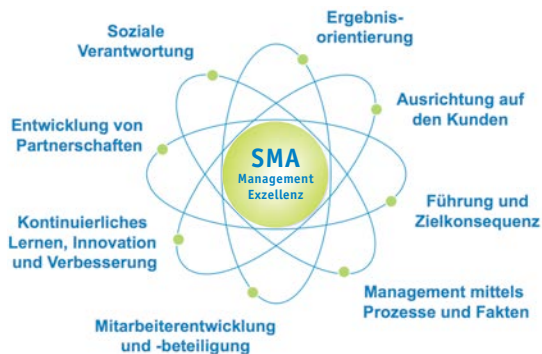 Ergebnis-
orientierung
Ausrichtung auf
den Kunden
Führung und
Zielkonsequenz
Management mittels
Prozesse und Fakten
Mitarbeiterentwicklung
und -beteiligung
Kontinuierliches
Lernen, Innovation
und Verbesserung
Entwicklung von
Partnerschaften
Soziale
Verantwortung
SMA
Management
Exzellenz